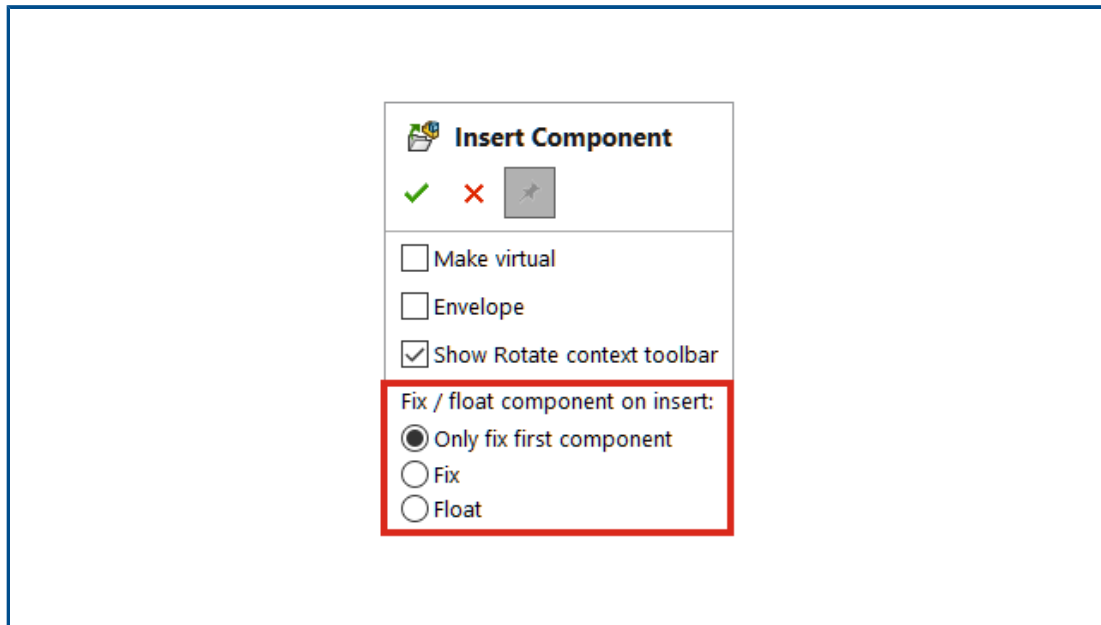 Insert Component
Make virtual
Envelope
Show Rotate context toolbar
Fix / float component on insert:
Only fix first component
Fix
Float